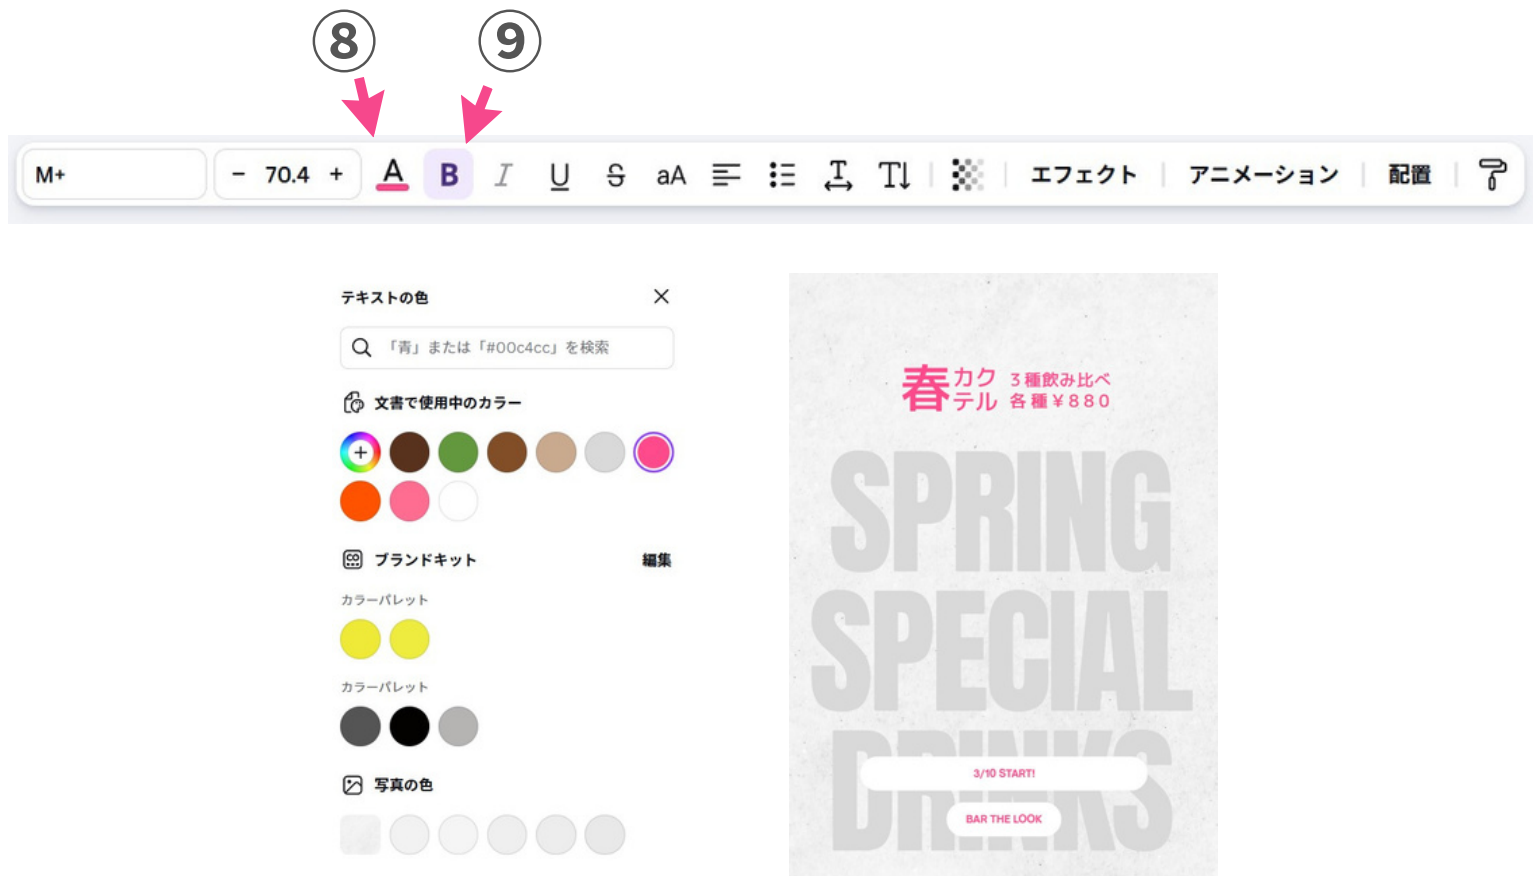 ⑧ ⑨
M+ − 70.4 + A B I U S aA T T↓ エフェクト アニメーション 配置
テキストの色
「青」または「#00c4cc」を検索
文書で使用中のカラー
ブランドキット 編集
カラーパレット
カラーパレット
写真の色
春 カクテル
3種飲み比べ
各種¥880
SPRING
SPECIAL
DRINKS
3/10 START!
BAR THE LOOK